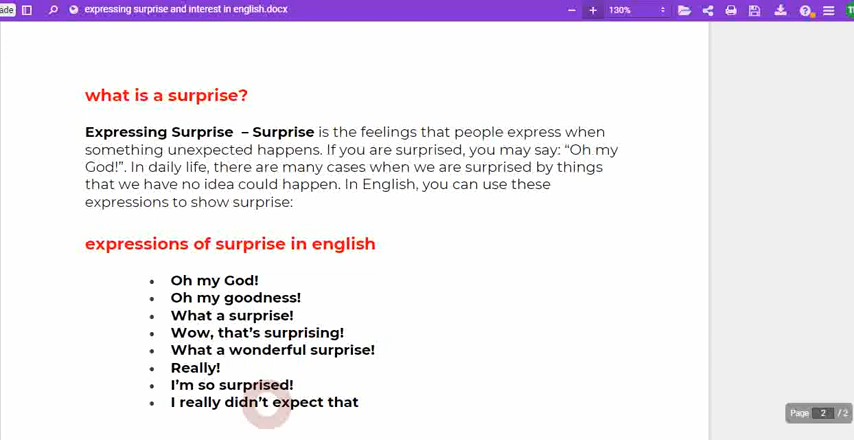 ade
expressing surprise and interest in english.docx
− + 130%
what is a surprise?
Expressing Surprise – Surprise is the feelings that people express when
something unexpected happens. If you are surprised, you may say: “Oh my
God!”. In daily life, there are many cases when we are surprised by things
that we have no idea could happen. In English, you can use these
expressions to show surprise:
expressions of surprise in english
• Oh my God!
• Oh my goodness!
• What a surprise!
• Wow, that’s surprising!
• What a wonderful surprise!
• Really!
• I’m so surprised!
• I really didn’t expect that
Page 2 / 2